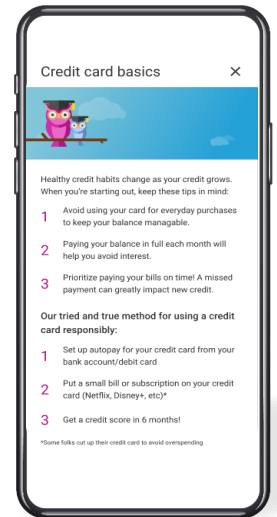 Credit card basics ×
Healthy credit habits change as your credit grows.
When you're starting out, keep these tips in mind:
1 Avoid using your card for everyday purchases
to keep your balance managable.
2 Paying your balance in full each month will
help you avoid interest.
3 Prioritize paying your bills on time! A missed
payment can greatly impact new credit.
Our tried and true method for using a credit
card responsibly:
1 Set up autopay for your credit card from your
bank account/debit card
2 Put a small bill or subscription on your credit
card (Netflix, Disney+, etc)*
3 Get a credit score in 6 months!
*Some folks cut up their credit card to avoid overspending